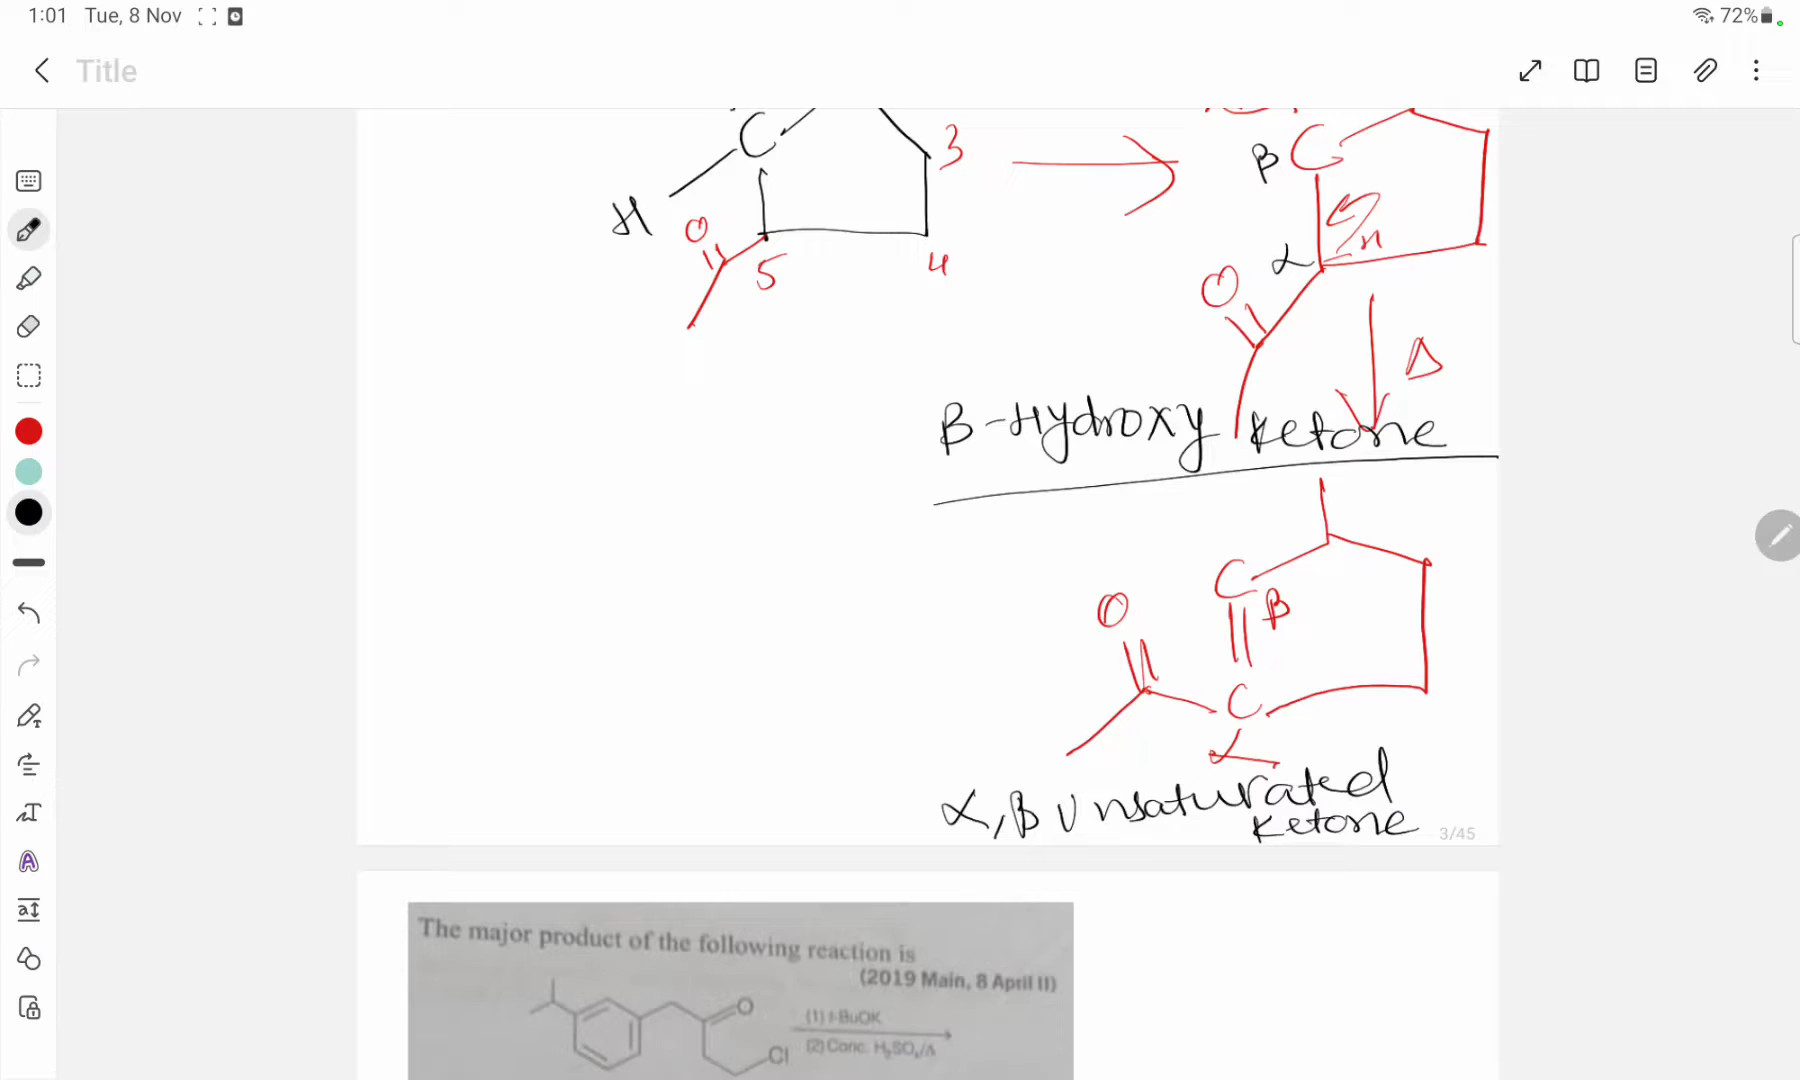 1:01 Tue, 8 Nov
72%
Title
C
3
H
O
5
4
β
C
H
α
O
Δ
β-Hydroxy ketone
C
β
O
C
α
α,β Unsaturated
ketone
3/45
The major product of the following reaction is
(2019 Main, 8 April II)
O
Cl
(1) t-BuOK
(2) Conc. H₂SO₄/Δ